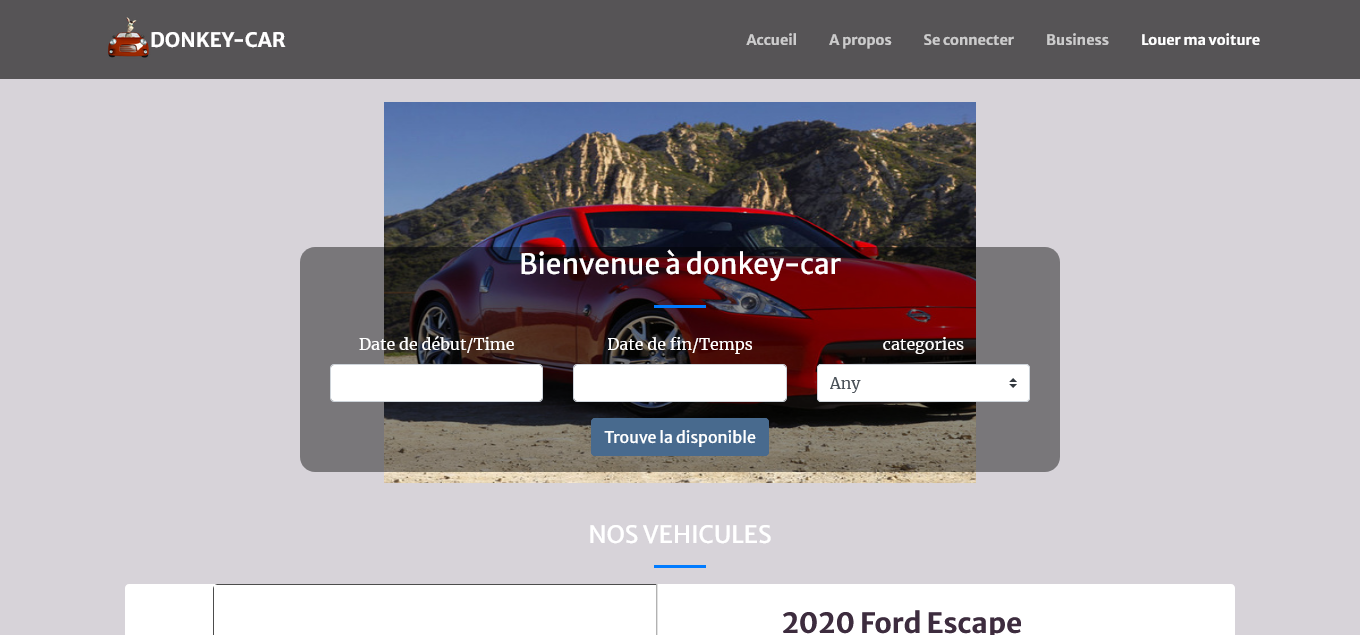 DONKEY-CAR
Accueil
A propos
Se connecter
Business
Louer ma voiture
Bienvenue à donkey-car
Date de début/Time
Date de fin/Temps
categories
Any
Trouve la disponible
NOS VEHICULES
2020 Ford Escape